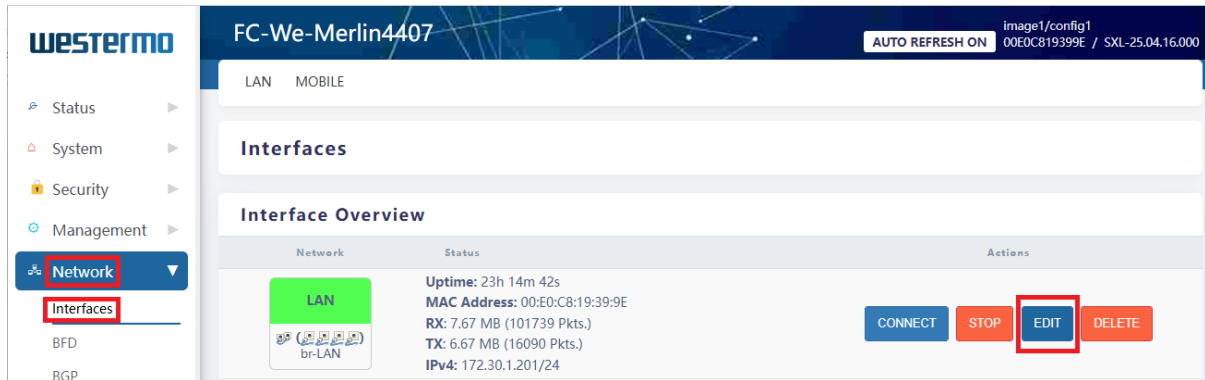 westermo
FC-We-Merlin4407
AUTO REFRESH ON
image1/config1
00E0C819399E / SXL-25.04.16.000
LAN MOBILE
Status
System
Security
Management
Network
Interfaces
BFD
BGP
Interfaces
Interface Overview
Network Status Actions
LAN
br-LAN
Uptime: 23h 14m 42s
MAC Address: 00:E0:C8:19:39:9E
RX: 7.67 MB (101739 Pkts.)
TX: 6.67 MB (16090 Pkts.)
IPv4: 172.30.1.201/24
CONNECT STOP EDIT DELETE